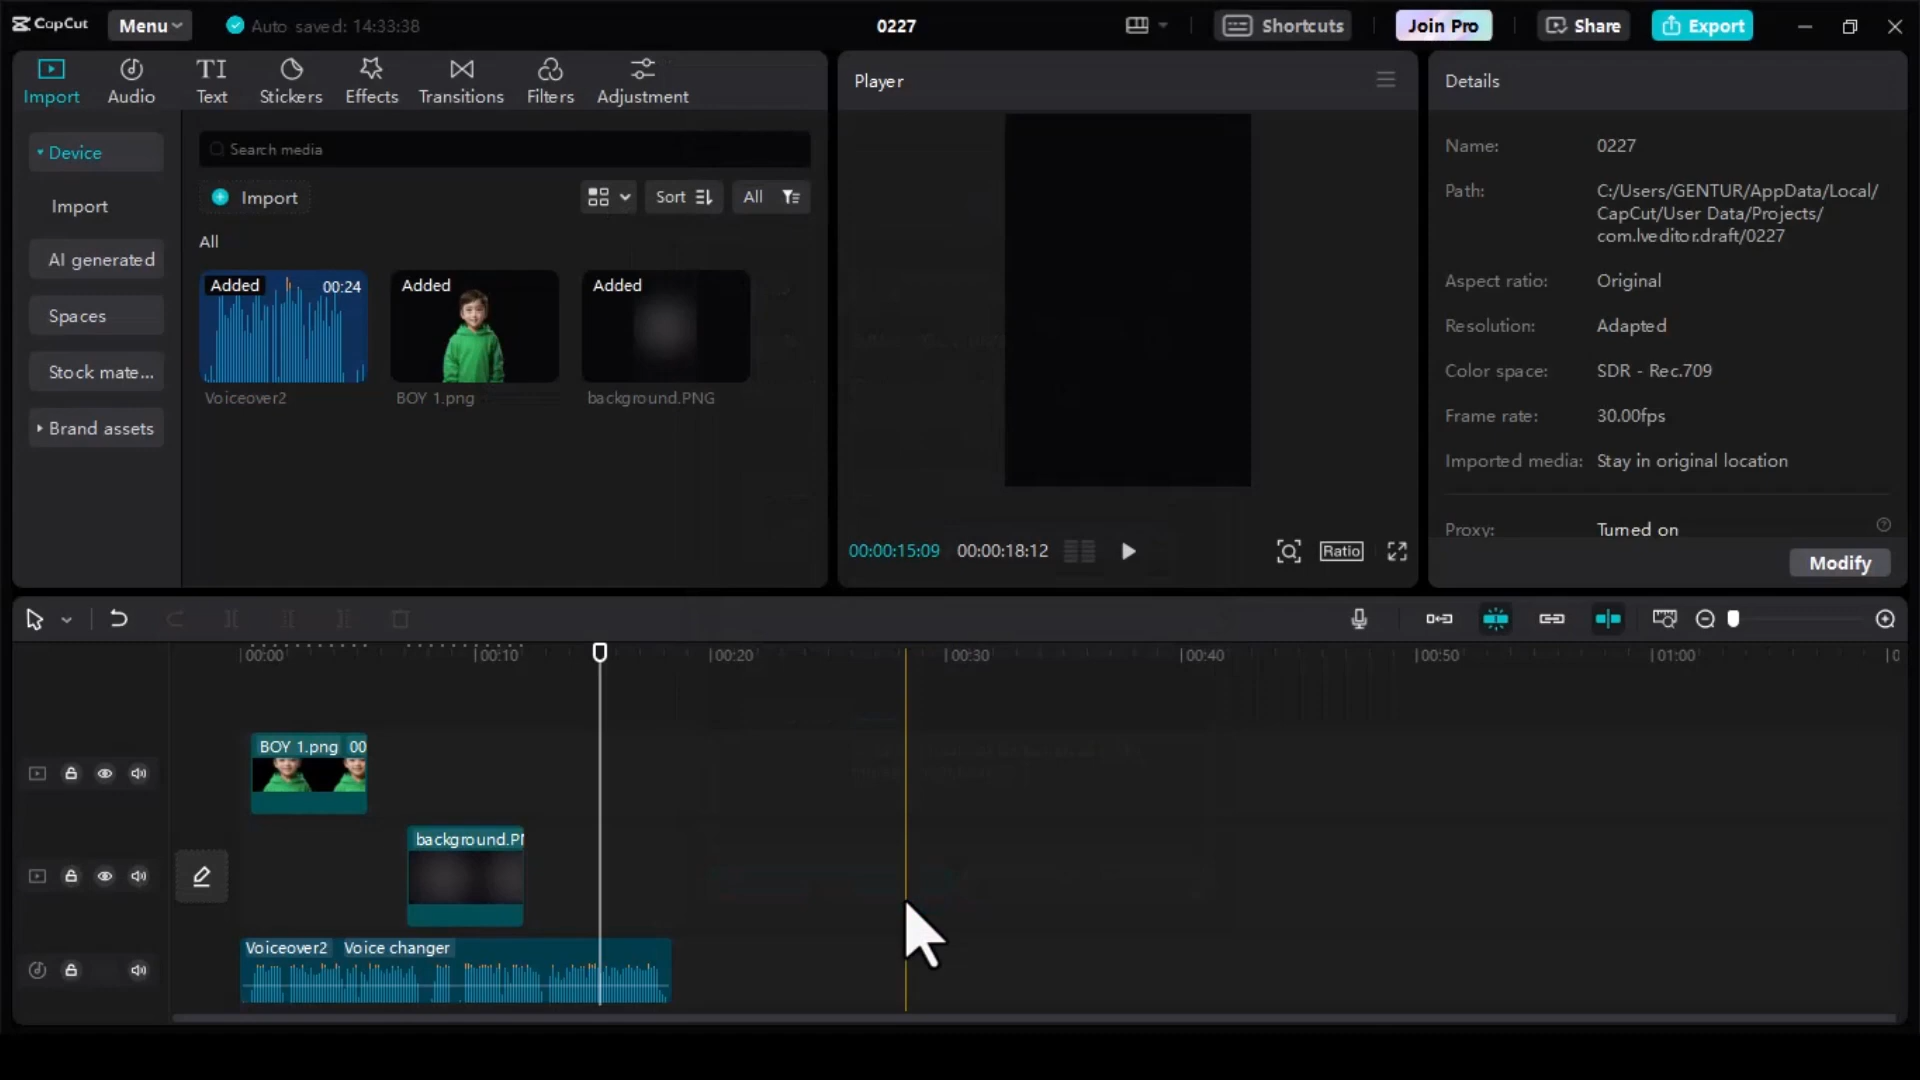 CapCut
Menu
Auto saved: 14:33:38
0227
Shortcuts
Join Pro
Share
Export
Import
Audio
TI
Text
Stickers
Effects
Transitions
Filters
Adjustment
Player
Details
Device
Import
AI generated
Spaces
Stock mate...
Brand assets
Search media
Import
Sort
All
All
Added
00:24
Voiceover2
Added
BOY 1.png
Added
background.PNG
Name:
0227
Path:
C:/Users/GENTUR/AppData/Local/
CapCut/User Data/Projects/
com.lveditor.draft/0227
Aspect ratio:
Original
Resolution:
Adapted
Color space:
SDR - Rec.709
Frame rate:
30.00fps
Imported media:
Stay in original location
Proxy:
Turned on
Modify
00:00:15:09
00:00:18:12
Ratio
00:00
00:10
00:20
00:30
00:40
00:50
01:00
0
BOY 1.png 00
background.PN
Voiceover2
Voice changer